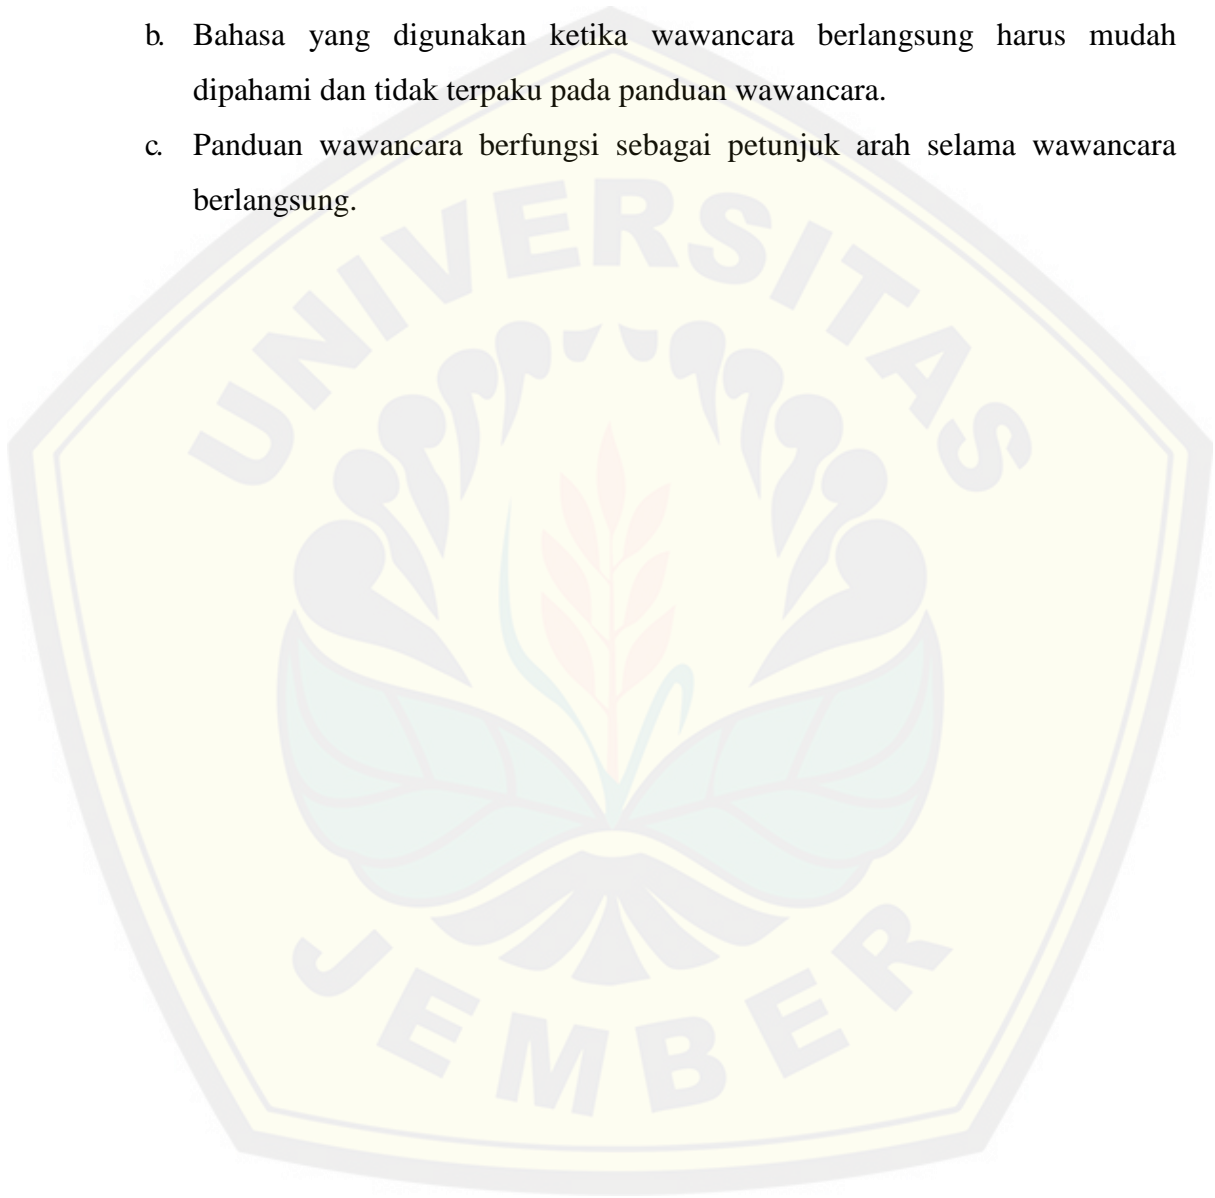 b. Bahasa yang digunakan ketika wawancara berlangsung harus mudah
dipahami dan tidak terpaku pada panduan wawancara.
c. Panduan wawancara berfungsi sebagai petunjuk arah selama wawancara
berlangsung.
UNIVERSITAS
JEMBER